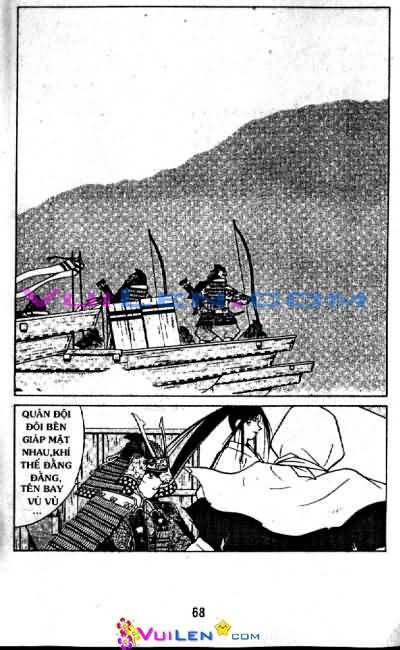 VuiLen.com
QUÂN ĐỘI
ĐÔI BÊN
GIÁP MẶT
NHAU,KHÍ
THẾ ĐẰNG
ĐẰNG,
TÊN BAY
VÙ VÙ
...
68
VuiLen.com